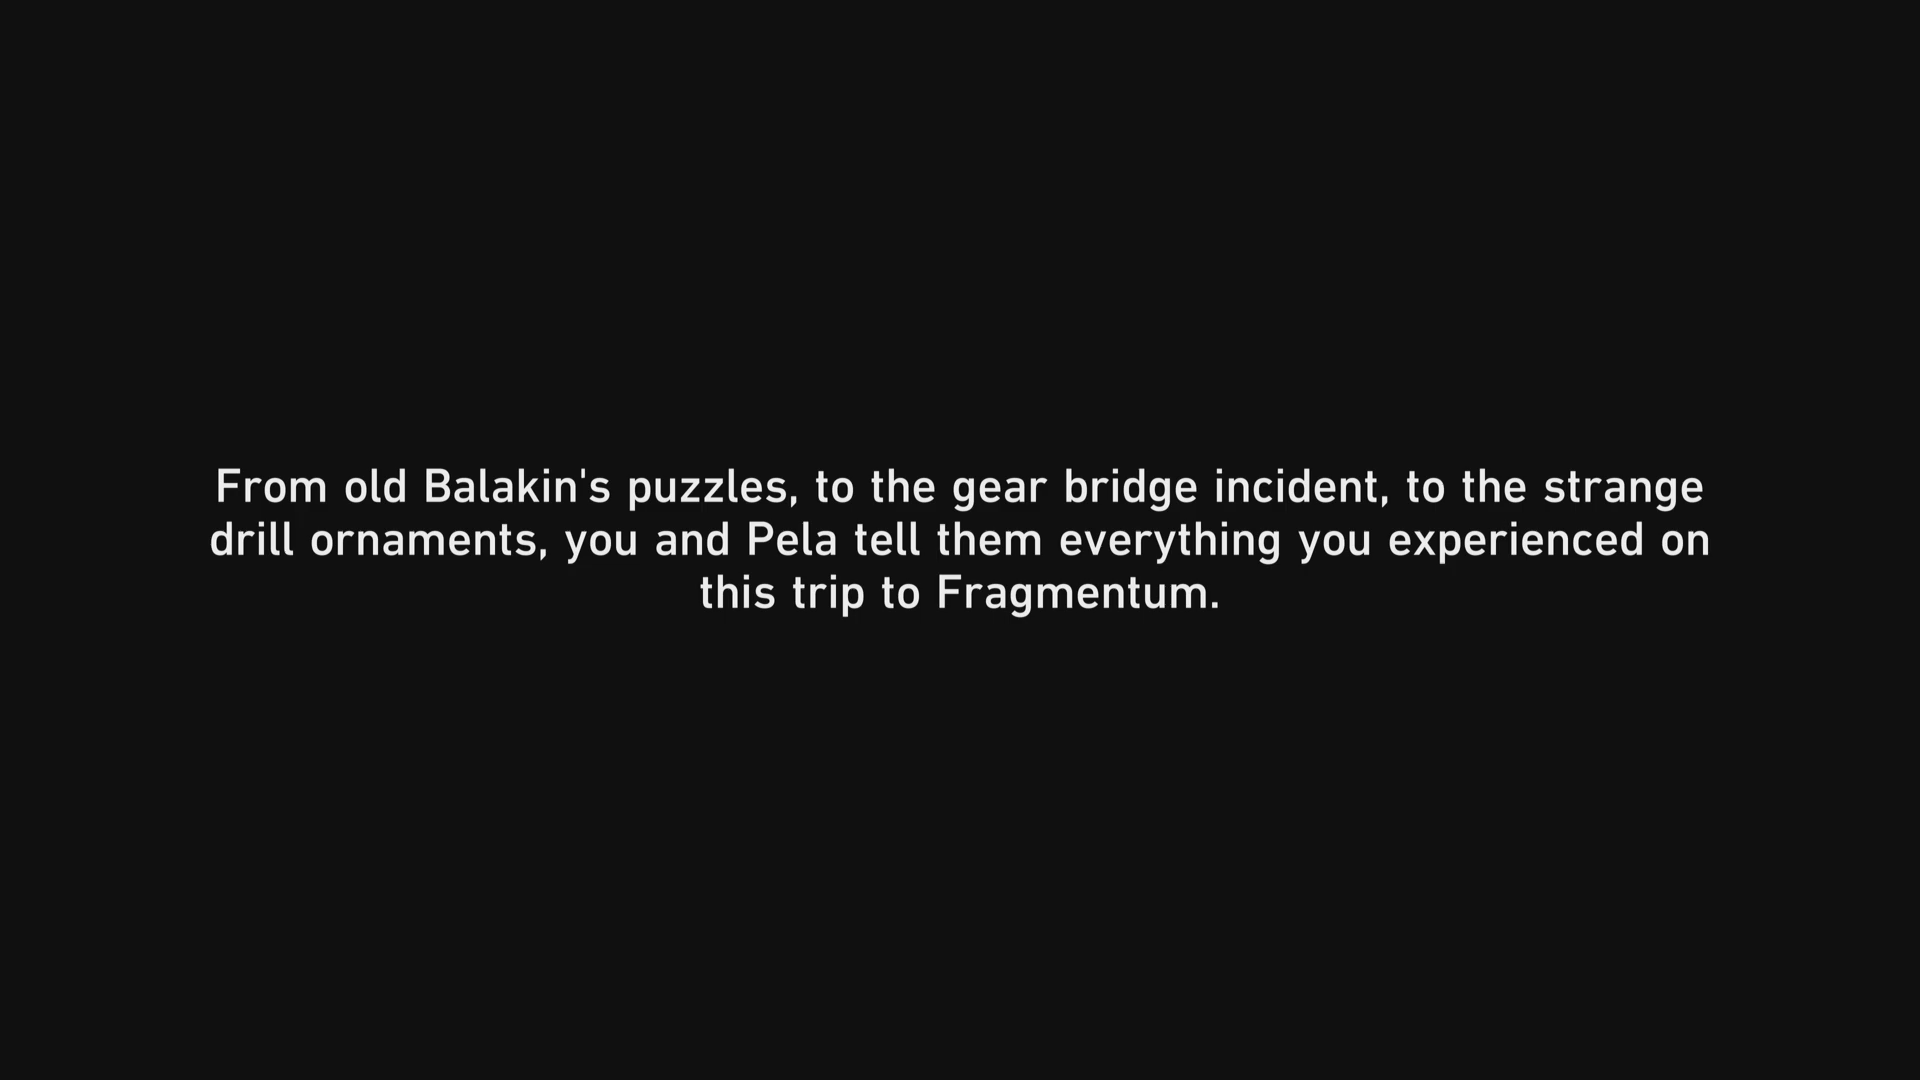 From old Balakin's puzzles, to the gear bridge incident, to the strange
drill ornaments, you and Pela tell them everything you experienced on
this trip to Fragmentum.